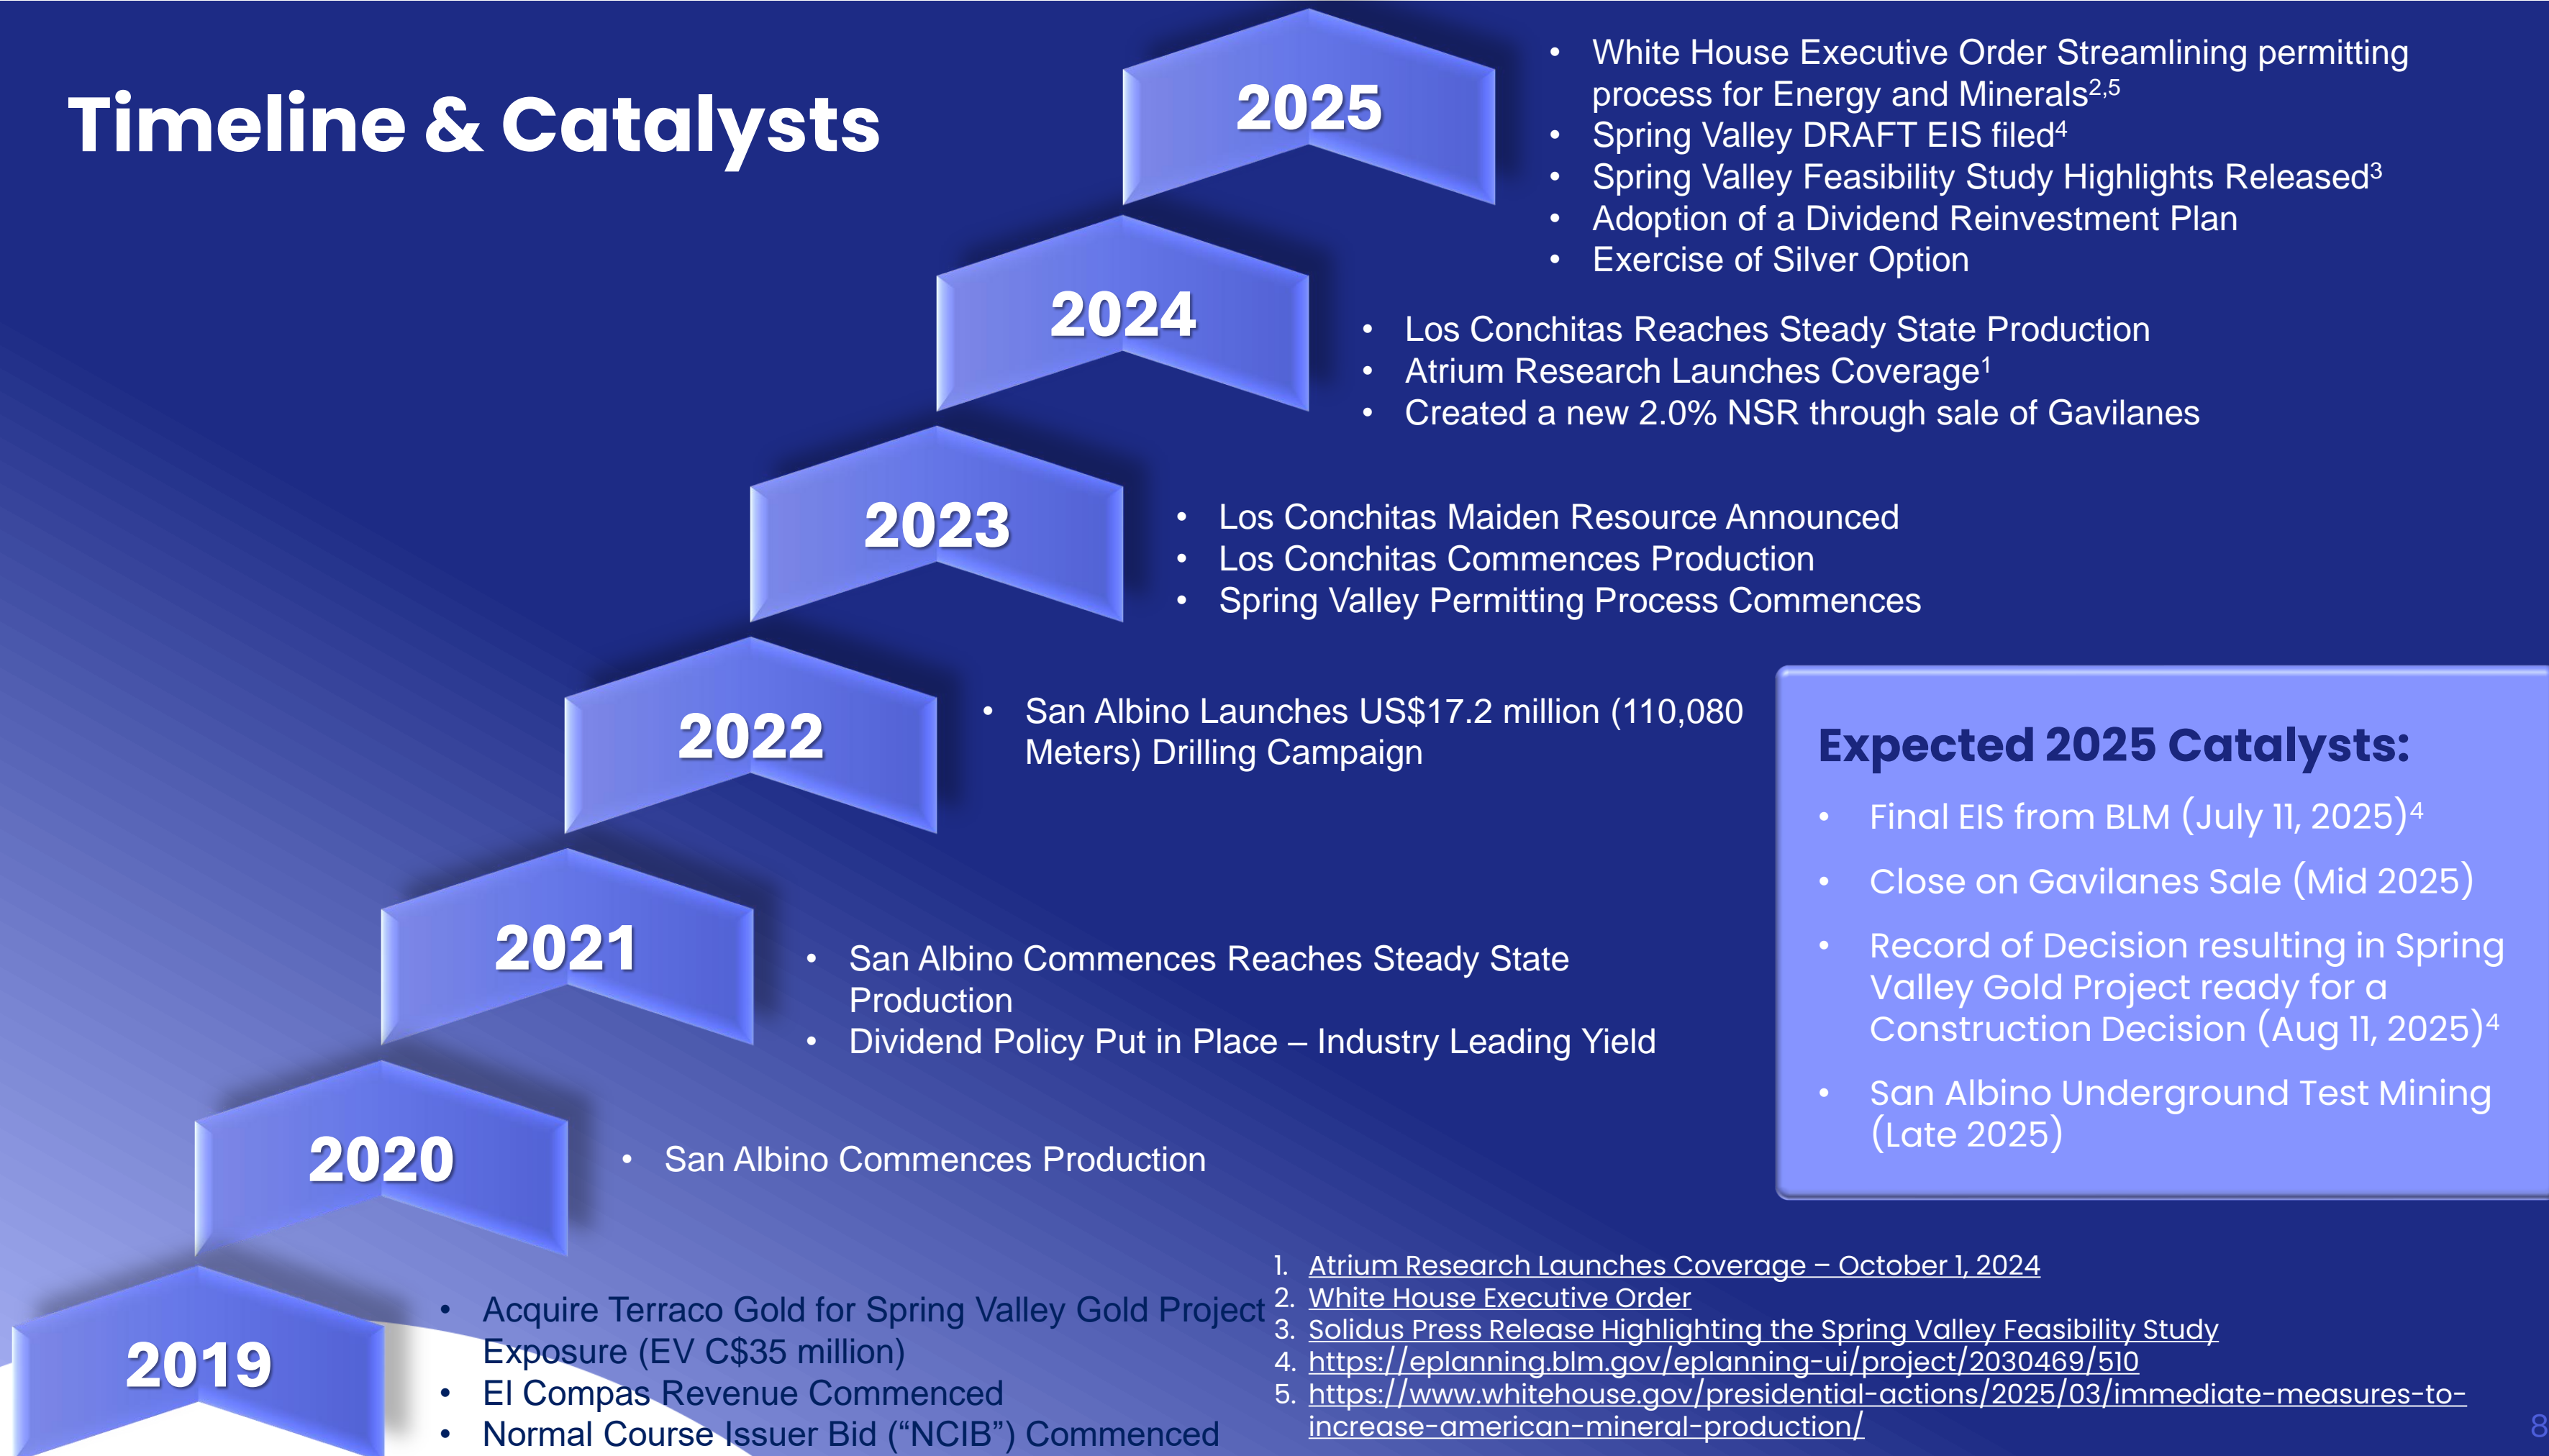 Timeline & Catalysts
2025
• White House Executive Order Streamlining permitting
process for Energy and Minerals2,5
• Spring Valley DRAFT EIS filed4
• Spring Valley Feasibility Study Highlights Released3
• Adoption of a Dividend Reinvestment Plan
• Exercise of Silver Option
2024
• Los Conchitas Reaches Steady State Production
• Atrium Research Launches Coverage1
• Created a new 2.0% NSR through sale of Gavilanes
2023
• Los Conchitas Maiden Resource Announced
• Los Conchitas Commences Production
• Spring Valley Permitting Process Commences
2022
• San Albino Launches US$17.2 million (110,080
Meters) Drilling Campaign
2021
• San Albino Commences Reaches Steady State
Production
• Dividend Policy Put in Place – Industry Leading Yield
2020
• San Albino Commences Production
2019
• Acquire Terraco Gold for Spring Valley Gold Project
Exposure (EV C$35 million)
• El Compas Revenue Commenced
• Normal Course Issuer Bid (“NCIB”) Commenced
Expected 2025 Catalysts:
• Final EIS from BLM (July 11, 2025)4
• Close on Gavilanes Sale (Mid 2025)
• Record of Decision resulting in Spring
Valley Gold Project ready for a
Construction Decision (Aug 11, 2025)4
• San Albino Underground Test Mining
(Late 2025)
1. Atrium Research Launches Coverage – October 1, 2024
2. White House Executive Order
3. Solidus Press Release Highlighting the Spring Valley Feasibility Study
4. https://eplanning.blm.gov/eplanning-ui/project/2030469/510
5. https://www.whitehouse.gov/presidential-actions/2025/03/immediate-measures-to-
increase-american-mineral-production/
8